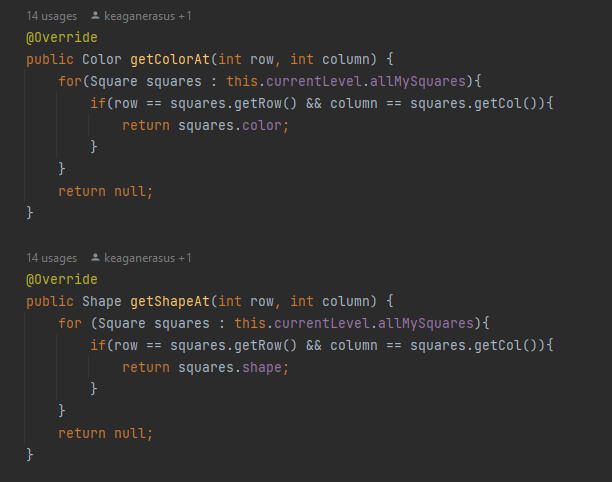 14 usages keaganerasus +1
@Override
public Color getColorAt(int row, int column) {
    for(Square squares : this.currentLevel.allMySquares){
        if(row == squares.getRow() && column == squares.getCol()){
            return squares.color;
        }
    }
    return null;
}
14 usages keaganerasus +1
@Override
public Shape getShapeAt(int row, int column) {
    for (Square squares : this.currentLevel.allMySquares){
        if(row == squares.getRow() && column == squares.getCol()){
            return squares.shape;
        }
    }
    return null;
}